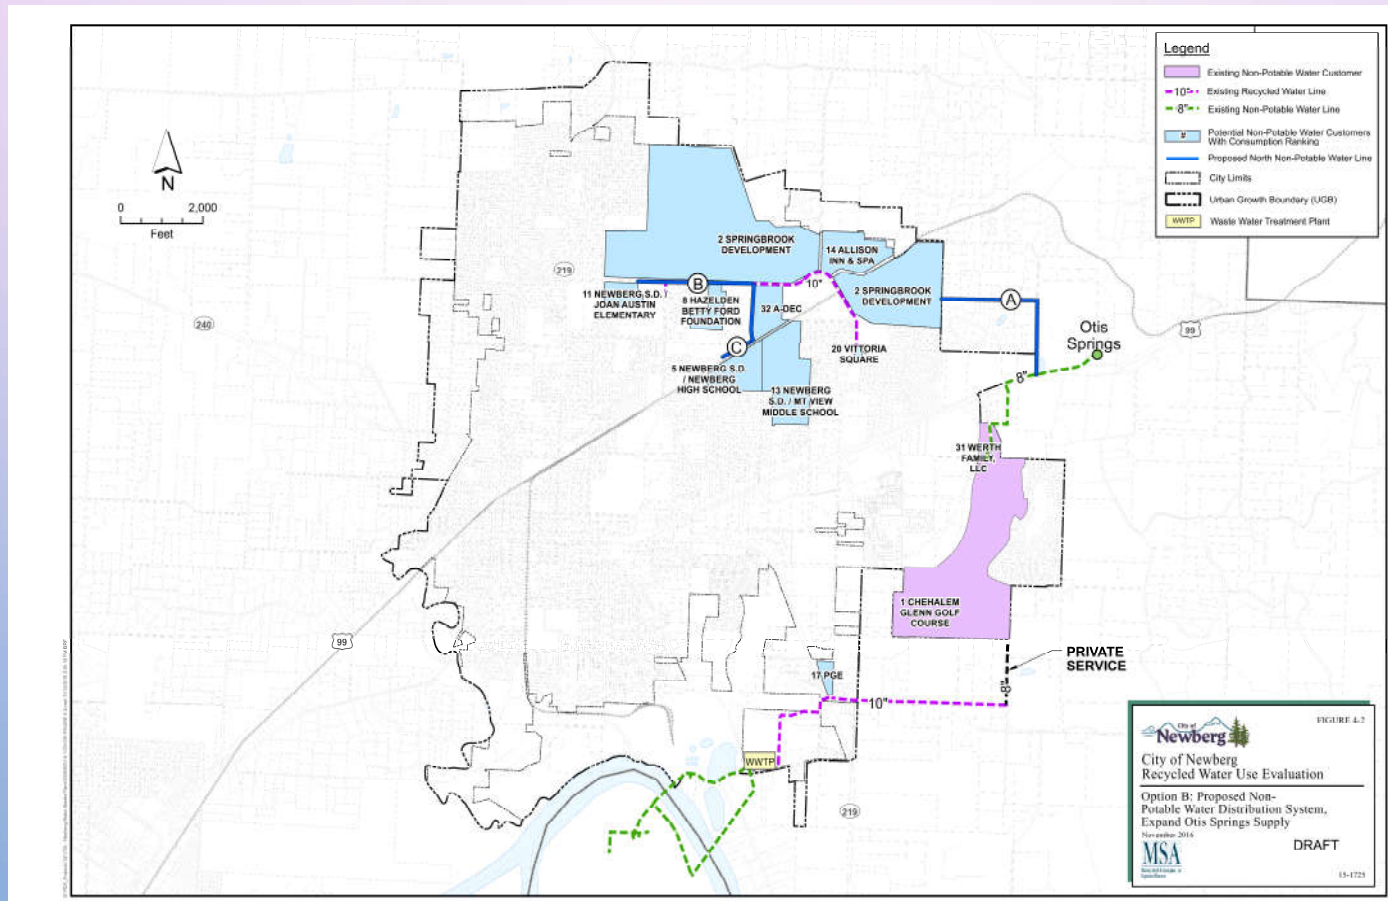 Legend
Existing Non-Potable Water Customer
10" Existing Recycled Water Line
8" Existing Non-Potable Water Line
# Potential Non-Potable Water Customers
With Consumption Ranking
Proposed North Non-Potable Water Line
City Limits
Urban Growth Boundary (UGB)
WWTP Waste Water Treatment Plant
N
0 2,000
Feet
219
240
99
2 SPRINGBROOK
DEVELOPMENT
14 ALLISON
INN & SPA
2 SPRINGBROOK
DEVELOPMENT
10"
A
B
C
11 NEWBERG S.D. /
JOAN AUSTIN
ELEMENTARY
8 HAZELDEN
BETTY FORD
FOUNDATION
32 A-DEC
20 VITTORIA
SQUARE
5 NEWBERG S.D.
/ NEWBERG
HIGH SCHOOL
13 NEWBERG
S.D. / MT VIEW
MIDDLE SCHOOL
Otis
Springs
8"
31 WERTH
FAMILY,
LLC
1 CHEHALEM
GLENN GOLF
COURSE
99
PRIVATE
SERVICE
8"
17 PGE
10"
WWTP
219
City of
Newberg
FIGURE 4-2
City of Newberg
Recycled Water Use Evaluation
Option B: Proposed Non-
Potable Water Distribution System,
Expand Otis Springs Supply
November 2016
MSA
DRAFT
15-1725